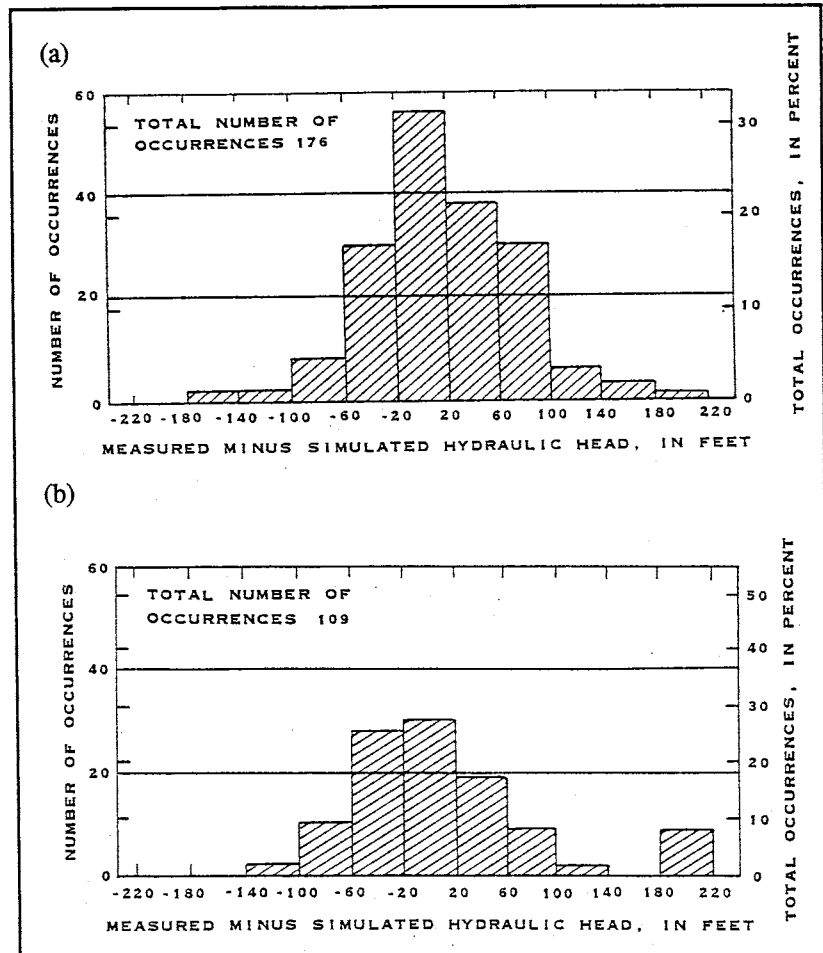 (a)
60
40
20
0
NUMBER OF OCCURRENCES
TOTAL NUMBER OF
OCCURRENCES 176
30
20
10
0
TOTAL OCCURRENCES, IN PERCENT
-220 -180 -140 -100 -60 -20 20 60 100 140 180 220
MEASURED MINUS SIMULATED HYDRAULIC HEAD, IN FEET
(b)
60
40
20
0
NUMBER OF OCCURRENCES
TOTAL NUMBER OF
OCCURRENCES 109
50
40
30
20
10
0
TOTAL OCCURRENCES, IN PERCENT
-220 -180 -140 -100 -60 -20 20 60 100 140 180 220
MEASURED MINUS SIMULATED HYDRAULIC HEAD, IN FEET